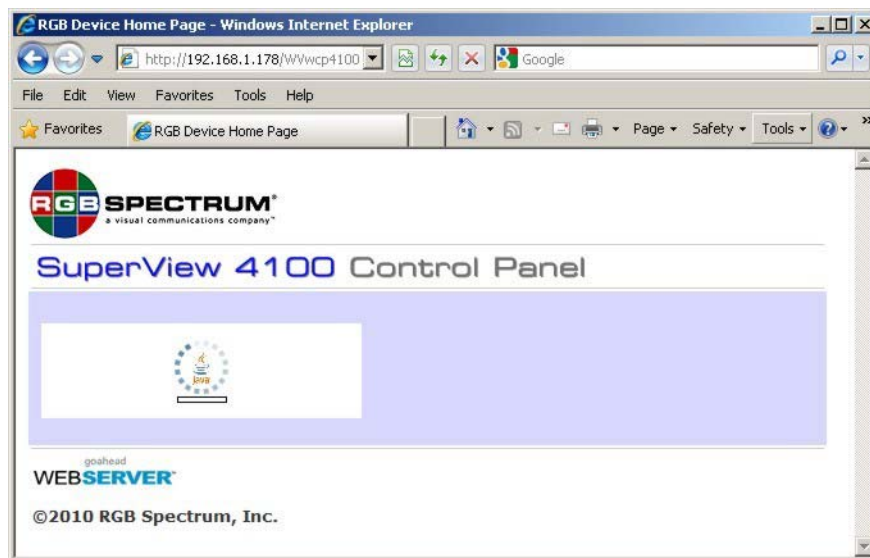 RGB Device Home Page - Windows Internet Explorer
http://192.168.1.178/WVwcp4100 Google
File Edit View Favorites Tools Help
Favorites RGB Device Home Page Page Safety Tools
RGB SPECTRUM®
a visual communications company™
SuperView 4100 Control Panel
Java
goahead
WEBSERVER™
©2010 RGB Spectrum, Inc.